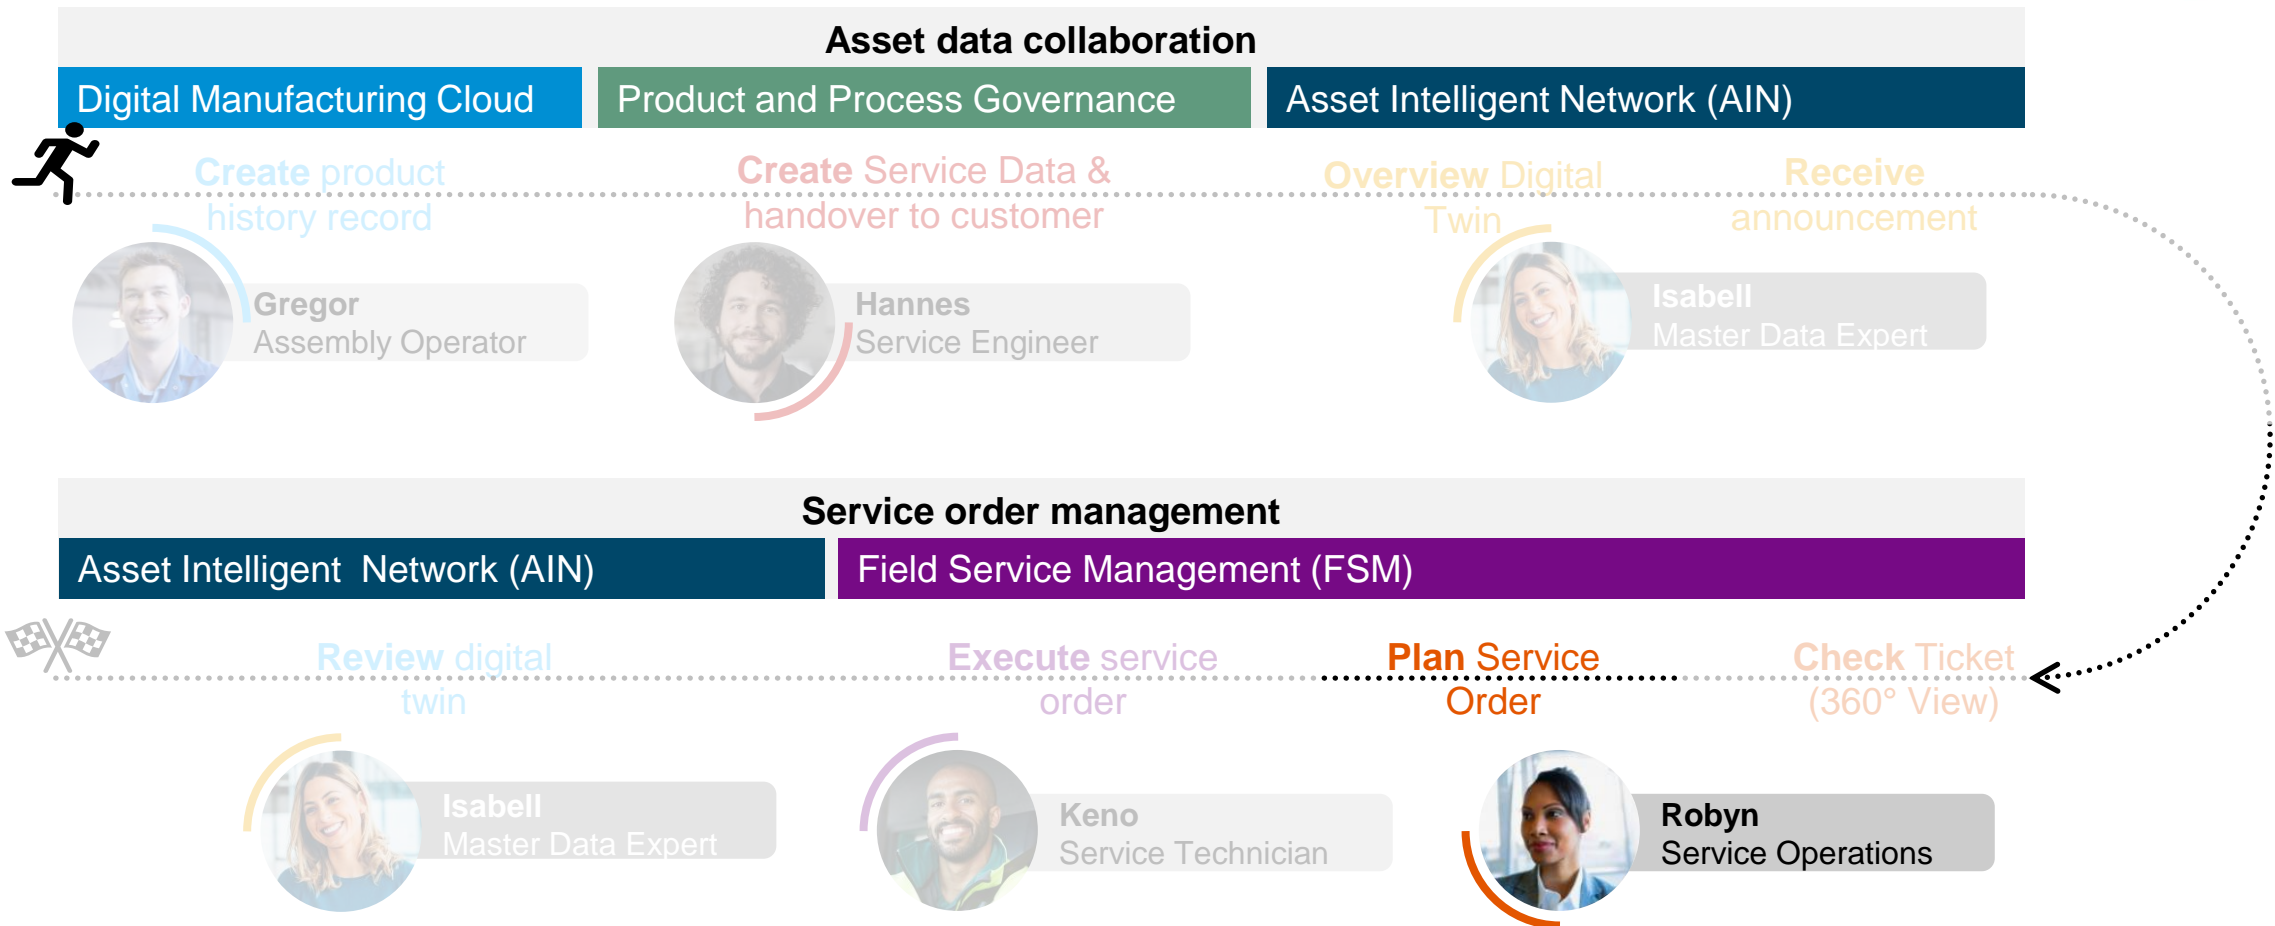 Asset data collaboration
Digital Manufacturing Cloud
Product and Process Governance
Asset Intelligent Network (AIN)
Create product
history record
Create Service Data &
handover to customer
Overview Digital
Twin
Receive
announcement
Gregor
Assembly Operator
Hannes
Service Engineer
Isabell
Master Data Expert
Service order management
Asset Intelligent  Network (AIN)
Field Service Management (FSM)
Review digital
twin
Execute service
order
Plan Service
Order
Check Ticket
(360° View)
Isabell
Master Data Expert
Keno
Service Technician
Robyn
Service Operations